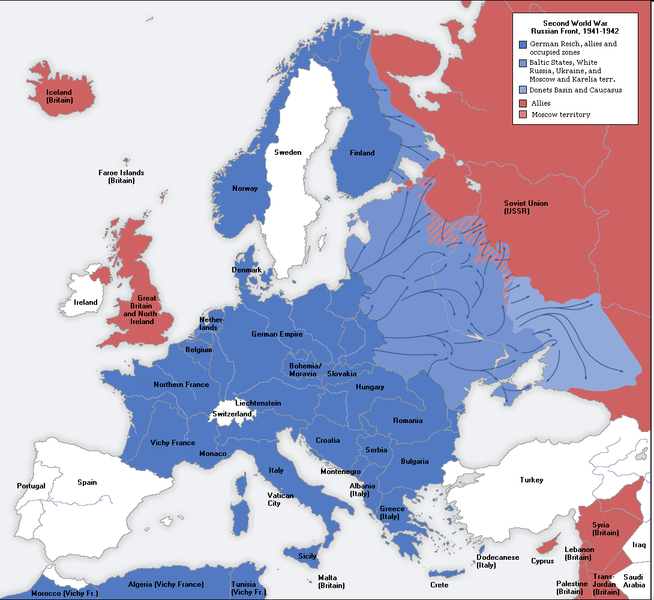 Second World War
Russian Front, 1941-1942
German Reich, allies and
occupied zones
Baltic States, White
Russia, Ukraine, and
Moscow and Karelia terr.
Donets Basin and Caucasus
Allies
Moscow territory
Iceland
(Britain)
Faroe Islands
(Britain)
Sweden
Finland
Norway
Soviet Union
(USSR)
Denmark
Ireland
Great
Britain
and North
Ireland
Nether-
lands
German Empire
Belgium
Bohemia/
Moravia
Slovakia
Northern France
Hungary
Liechtenstein
Switzerland
Romania
Vichy France
Croatia
Monaco
Serbia
Bulgaria
Italy
Montenegro
Portugal
Spain
Turkey
Albania
(Italy)
Vatican
City
Greece
(Italy)
Syria
(Britain)
Sicily
Dodecanese
(Italy)
Cyprus
Lebanon
(Britain)
Iraq
Malta
(Britain)
Crete
Palestine
(Britain)
Trans-
Jordan
(Britain)
Saudi
Arabia
Morocco (Vichy Fr.)
Algeria (Vichy France)
Tunisia
(Vichy Fr.)